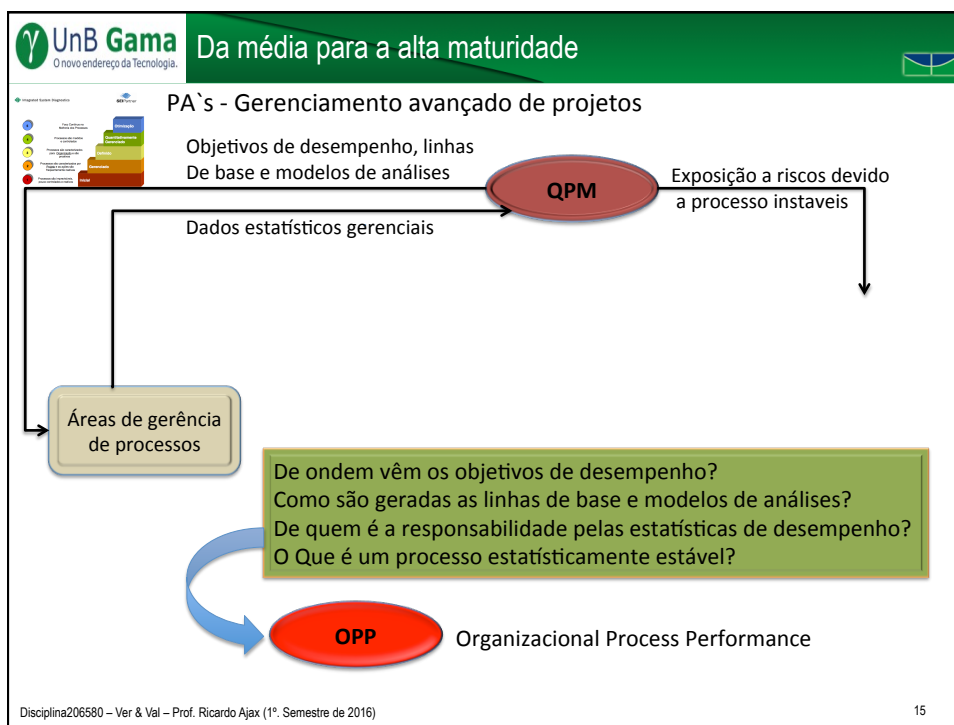 UnB Gama
O novo endereço da Tecnologia.
Da média para a alta maturidade
PA`s - Gerenciamento avançado de projetos
Objetivos de desempenho, linhas
De base e modelos de análises
QPM
Exposição a riscos devido
a processo instaveis
Dados estatísticos gerenciais
Áreas de gerência
de processos
De ondem vêm os objetivos de desempenho?
Como são geradas as linhas de base e modelos de análises?
De quem é a responsabilidade pelas estatísticas de desempenho?
O Que é um processo estatísticamente estável?
OPP
Organizacional Process Performance
Disciplina206580 – Ver & Val – Prof. Ricardo Ajax (1º. Semestre de 2016)
15